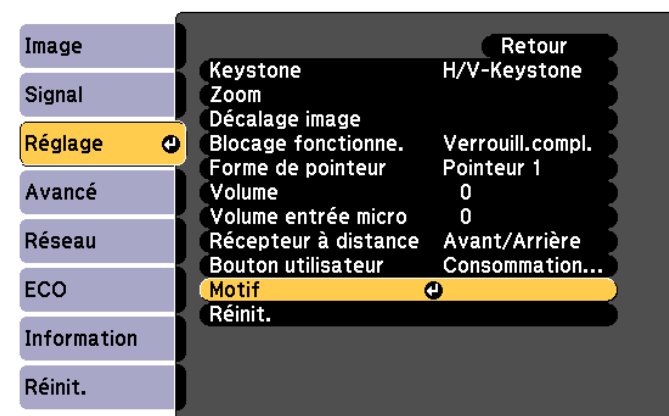 Image
Signal
Réglage
Avancé
Réseau
ECO
Information
Réinit.
Retour
Keystone H/V-Keystone
Zoom
Décalage image
Blocage fonctionne. Verrouill.compl.
Forme de pointeur Pointeur 1
Volume 0
Volume entrée micro 0
Récepteur à distance Avant/Arrière
Bouton utilisateur Consommation...
Motif
Réinit.